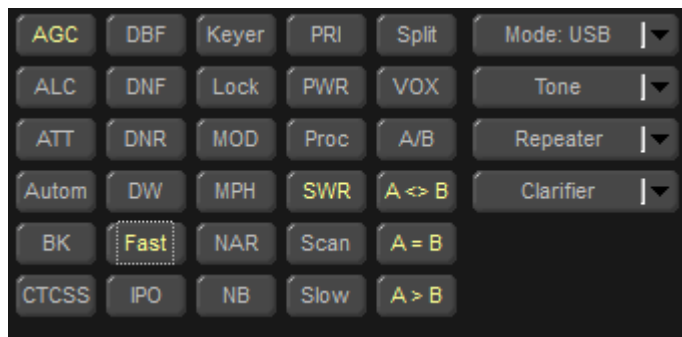 AGC DBF Keyer PRI Split Mode: USB
ALC DNF Lock PWR VOX Tone
ATT DNR MOD Proc A/B Repeater
Autom DW MPH SWR A <> B Clarifier
BK Fast NAR Scan A = B
CTCSS IPO NB Slow A > B